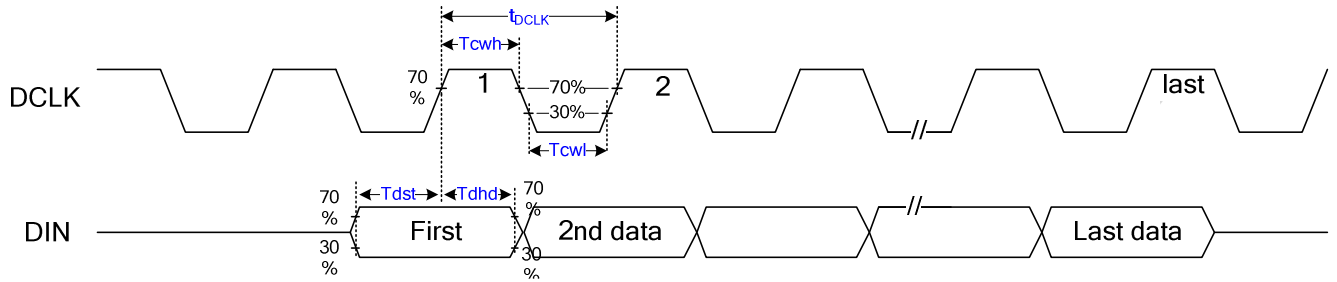 tDCLK
Tcwh
DCLK
70
%
1
70%
30%
2
//
last
Tcwl
DIN
70
%
30
%
Tdst
Tdhd
70
%
30
%
First
2nd data
//
Last data